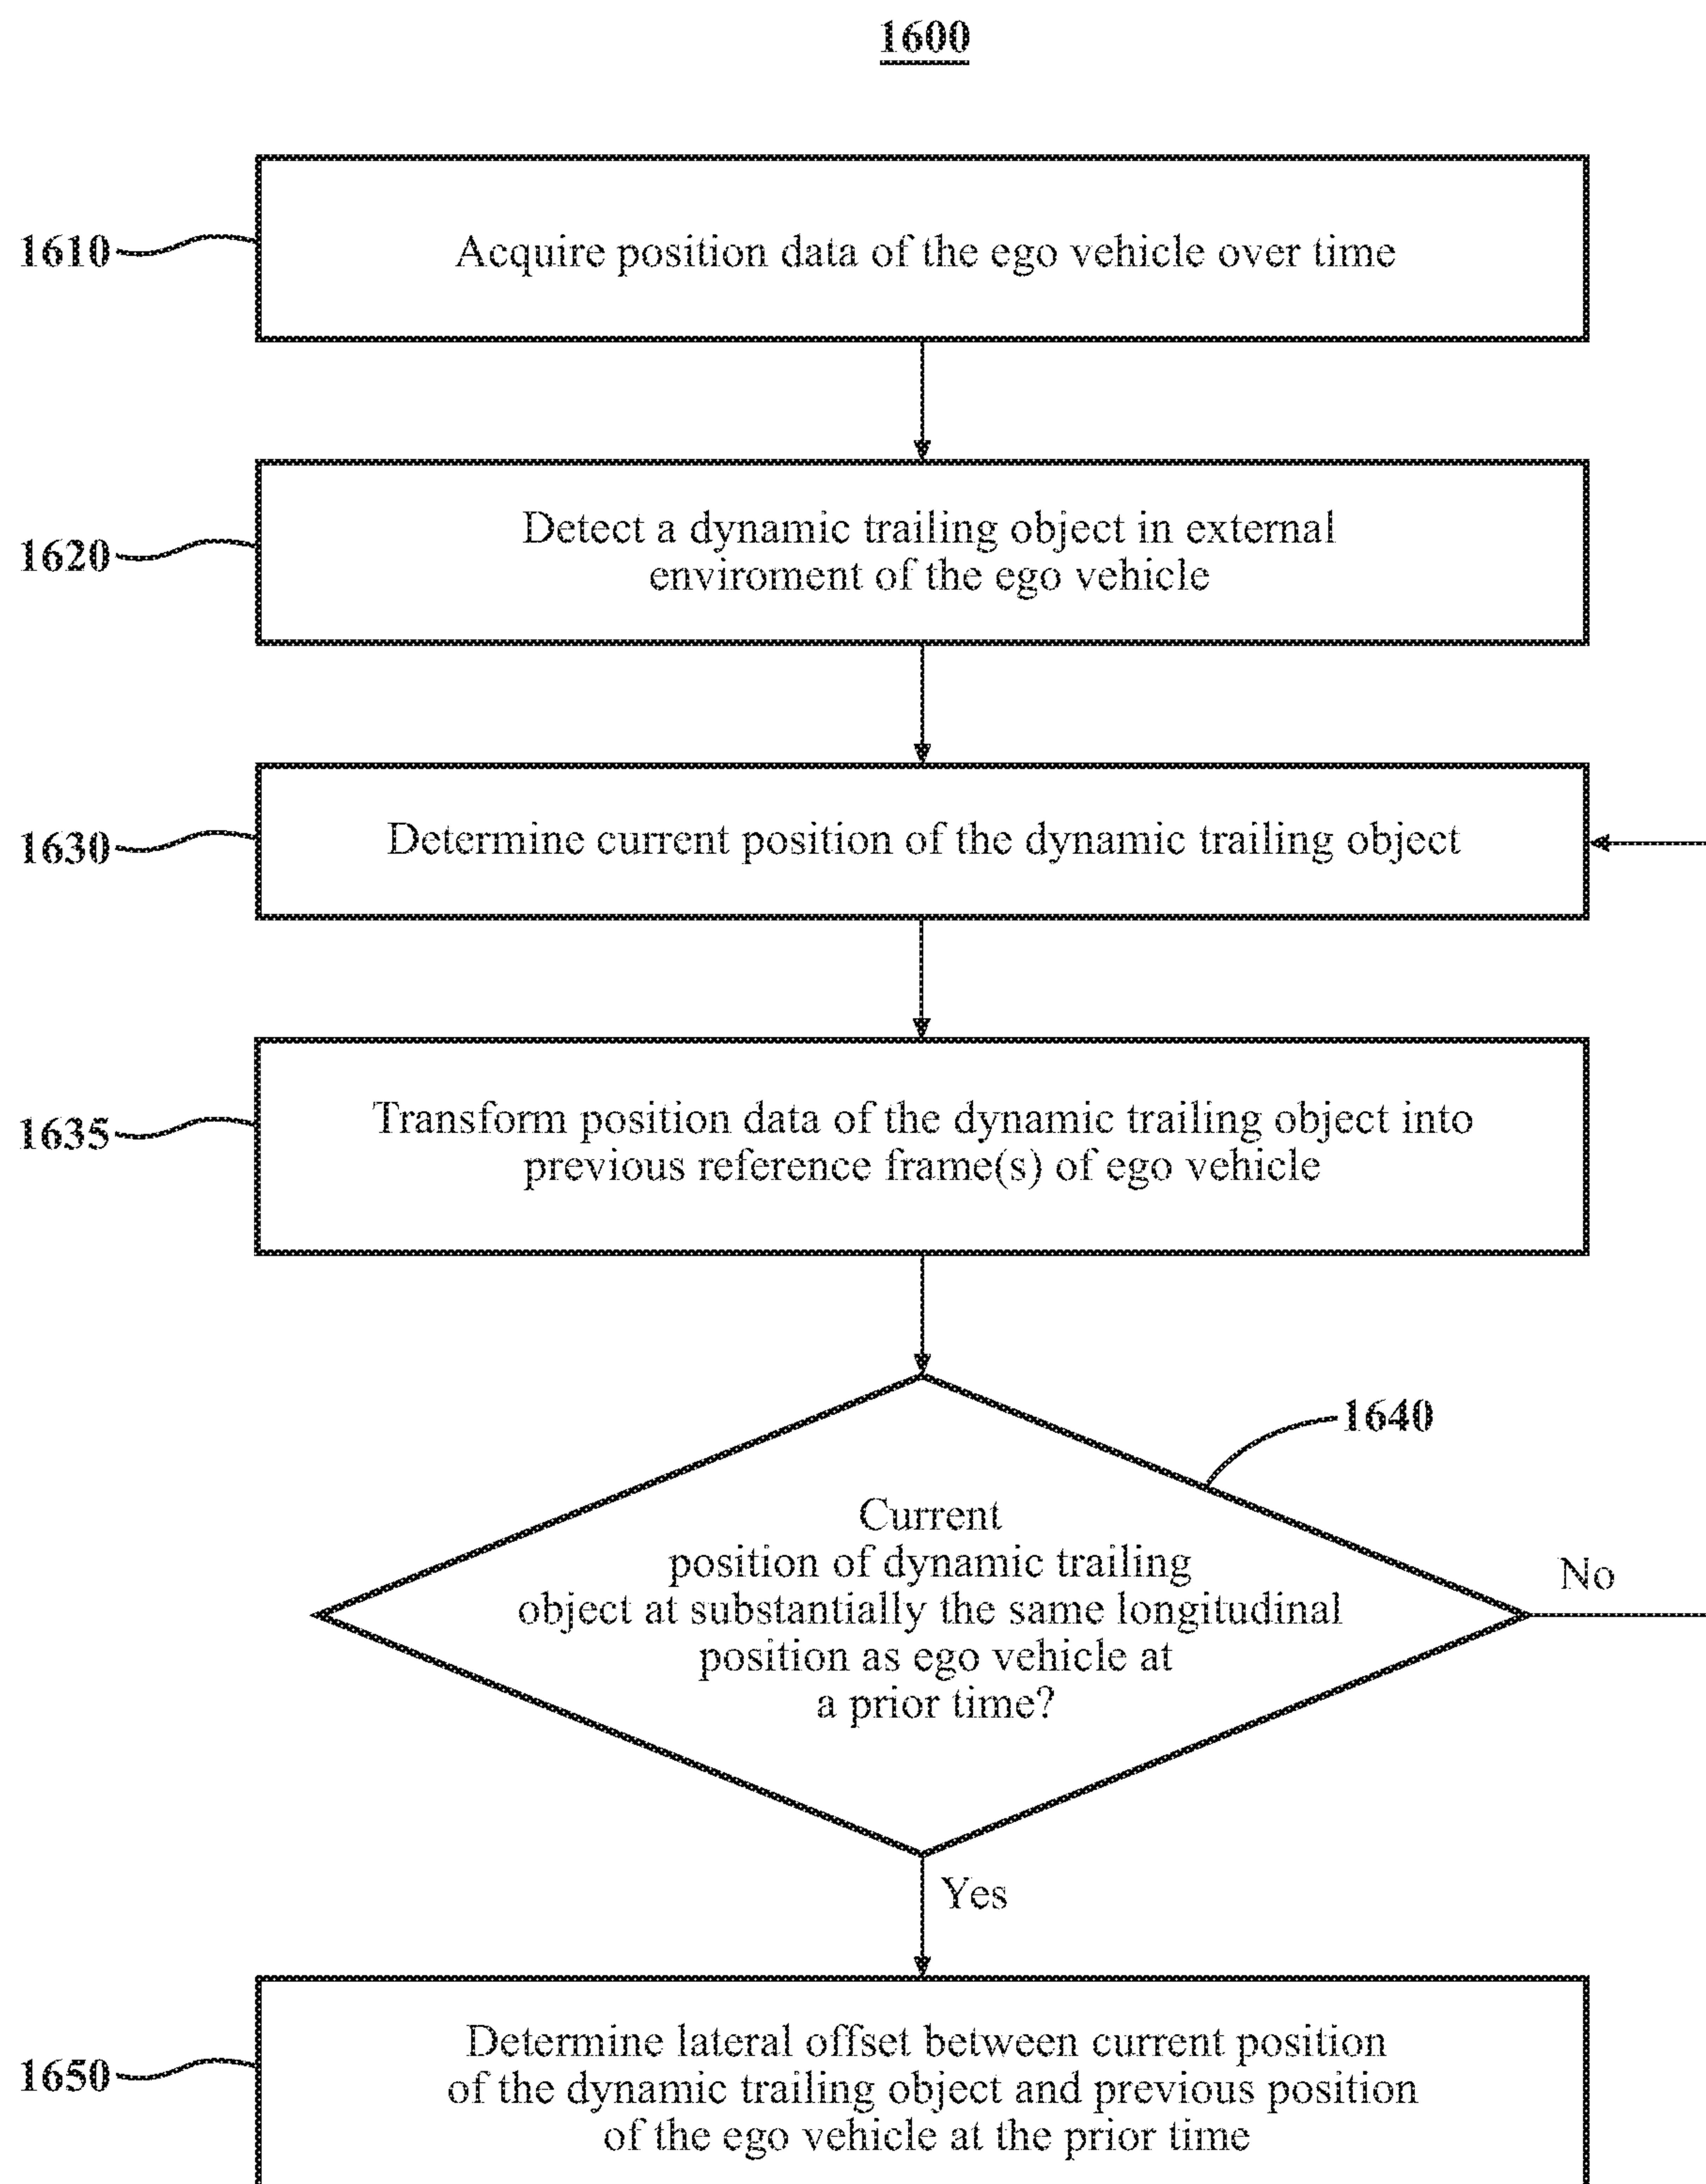 1600
1610
Acquire position data of the ego vehicle over time
1620
Detect a dynamic trailing object in external
enviroment of the ego vehicle
1630
Determine current position of the dynamic trailing object
1635
Transform position data of the dynamic trailing object into
previous reference frame(s) of ego vehicle
1640
Current
position of dynamic trailing
object at substantially the same longitudinal
position as ego vehicle at
a prior time?
No
Yes
1650
Determine lateral offset between current position
of the dynamic trailing object and previous position
of the ego vehicle at the prior time